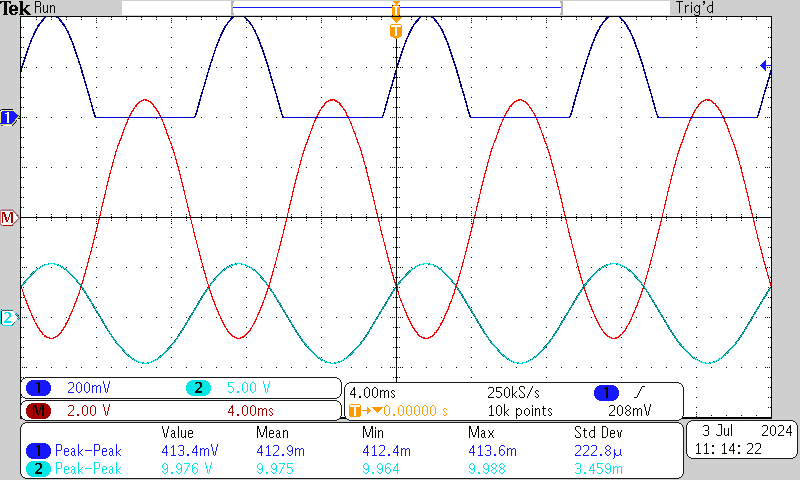 Tek Run Trig'd
T
T
1
M
2
1 200mV 2 5.00 V
M 2.00 V 4.00ms
4.00ms 250kS/s 1
T→▼0.00000 s 10k points 208mV
Value Mean Min Max Std Dev
1 Peak-Peak 413.4mV 412.9m 412.4m 413.6m 222.8µ
2 Peak-Peak 9.976 V 9.975 9.964 9.988 3.459m
3 Jul 2024
11:14:22